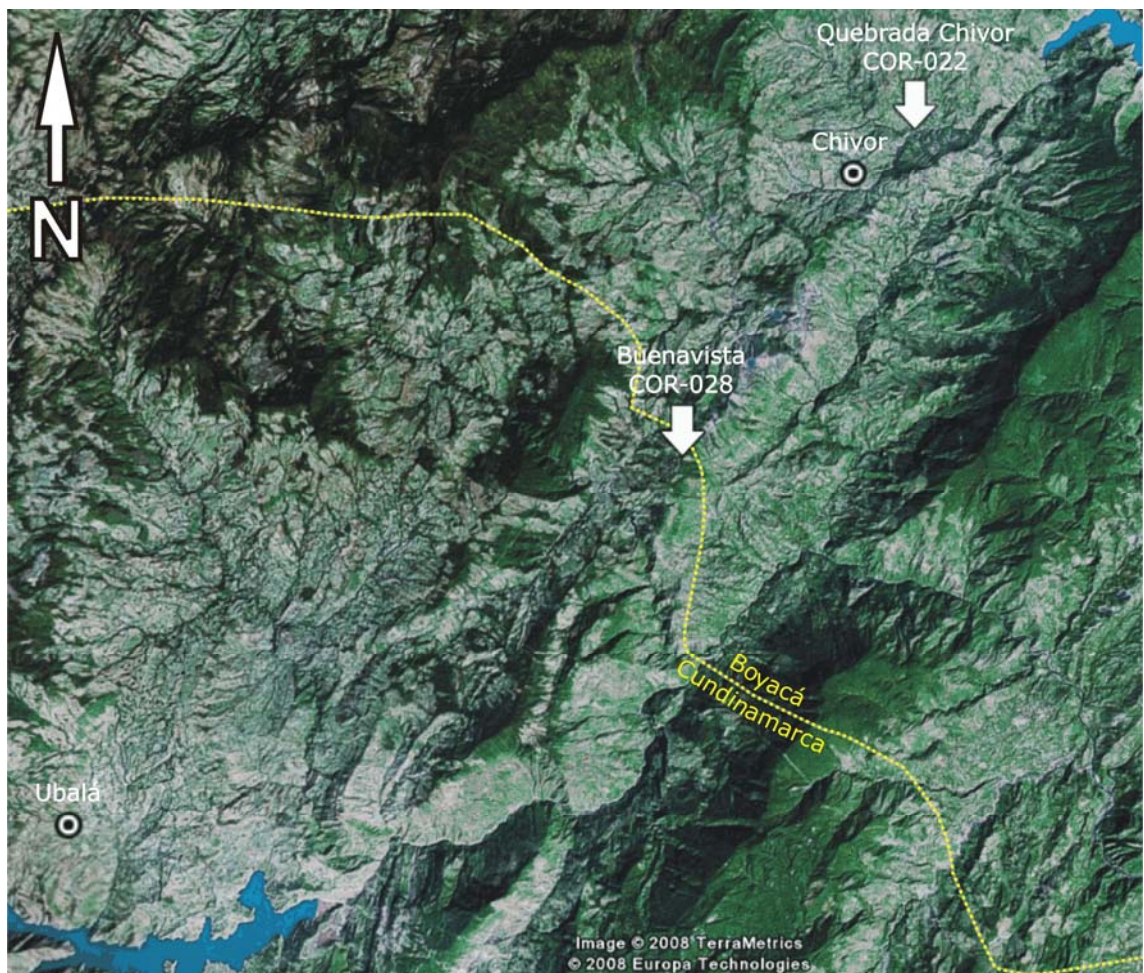 Quebrada Chivor
COR-022
Chivor
N
Buenavista
COR-028
Boyacá
Cundinamarca
Ubalá
Image © 2008 TerraMetrics
© 2008 Europa Technologies